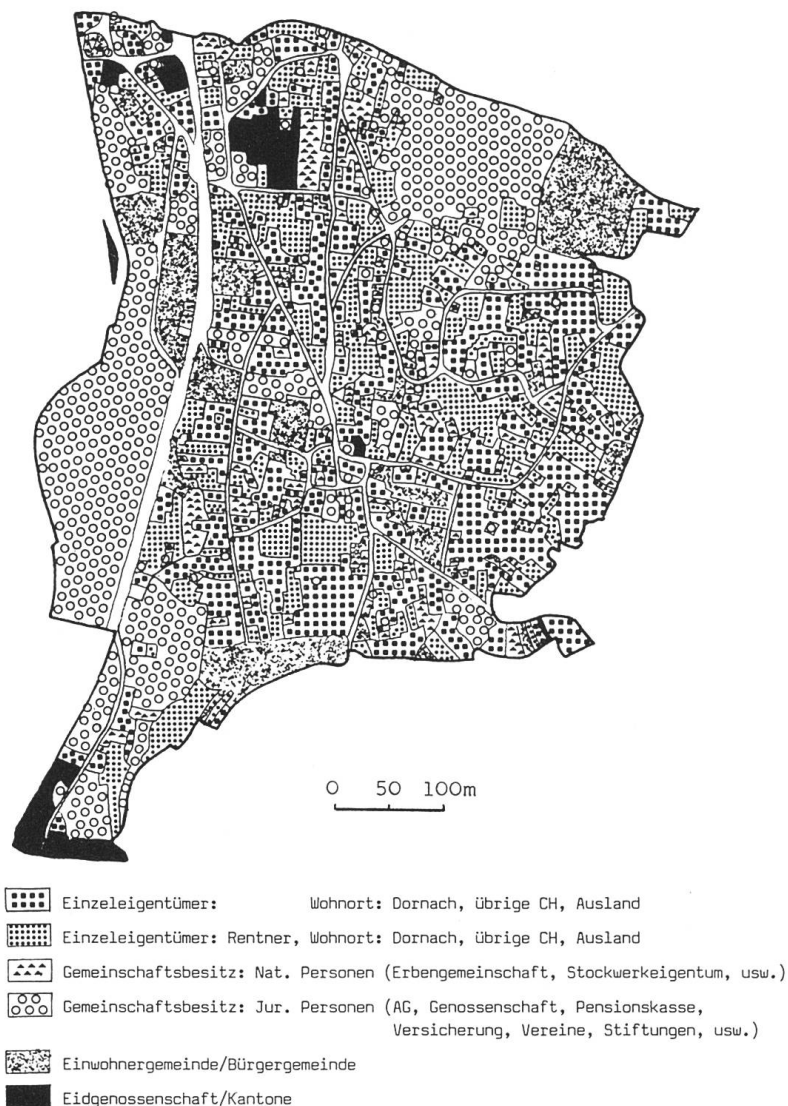 0 50 100m
Einzeleigentümer: Wohnort: Dornach, übrige CH, Ausland
Einzeleigentümer: Rentner, Wohnort: Dornach, übrige CH, Ausland
Gemeinschaftsbesitz: Nat. Personen (Erbengemeinschaft, Stockwerkeigentum, usw.)
Gemeinschaftsbesitz: Jur. Personen (AG, Genossenschaft, Pensionskasse,
Versicherung, Vereine, Stiftungen, usw.)
Einwohnergemeinde/Bürgergemeinde
Eidgenossenschaft/Kantone